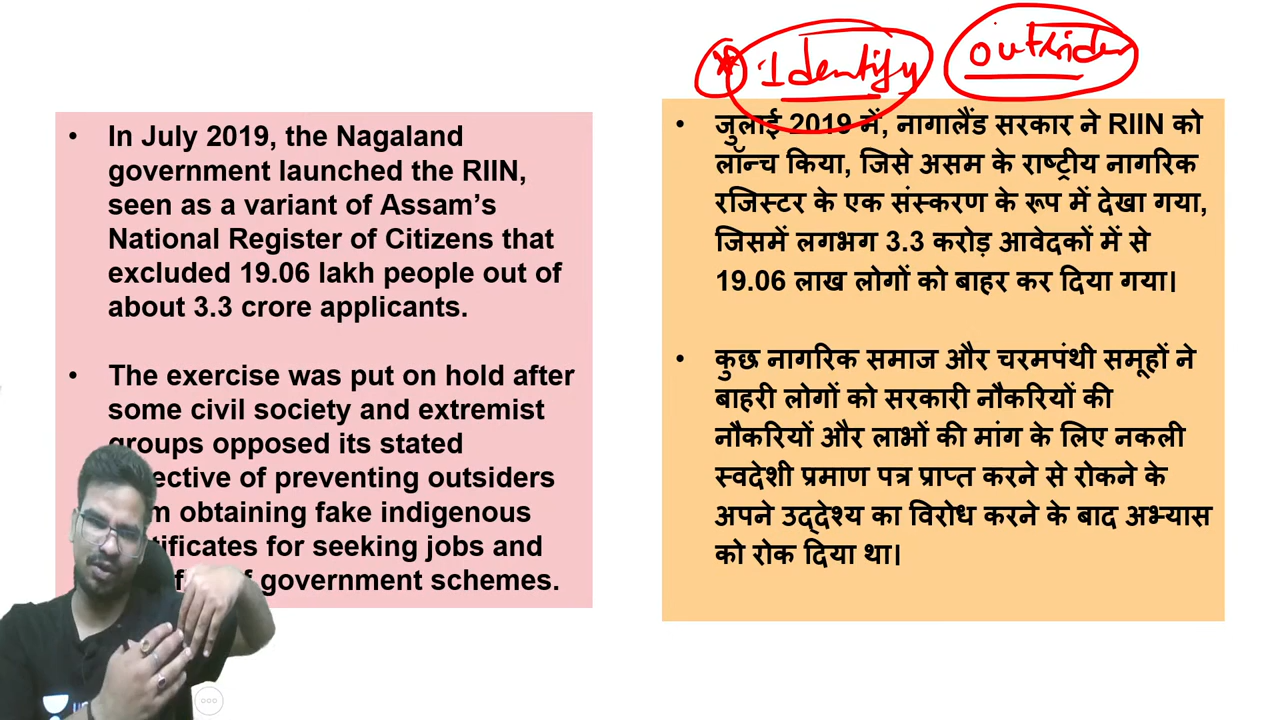 Identify
outsider
In July 2019, the Nagaland
government launched the RIIN,
seen as a variant of Assam's
National Register of Citizens that
excluded 19.06 lakh people out of
about 3.3 crore applicants.
The exercise was put on hold after
some civil society and extremist
groups opposed its stated
ective of preventing outsiders
m obtaining fake indigenous
tificates for seeking jobs and
f government schemes.
जुलाई 2019 में, नागालैंड सरकार ने RIIN को
लॉन्च किया, जिसे असम के राष्ट्रीय नागरिक
रजिस्टर के एक संस्करण के रूप में देखा गया,
जिसमें लगभग 3.3 करोड़ आवेदकों में से
19.06 लाख लोगों को बाहर कर दिया गया।
कुछ नागरिक समाज और चरमपंथी समूहों ने
बाहरी लोगों को सरकारी नौकरियों की
नौकरियों और लाभों की मांग के लिए नकली
स्वदेशी प्रमाण पत्र प्राप्त करने से रोकने के
अपने उद्देश्य का विरोध करने के बाद अभ्यास
को रोक दिया था।